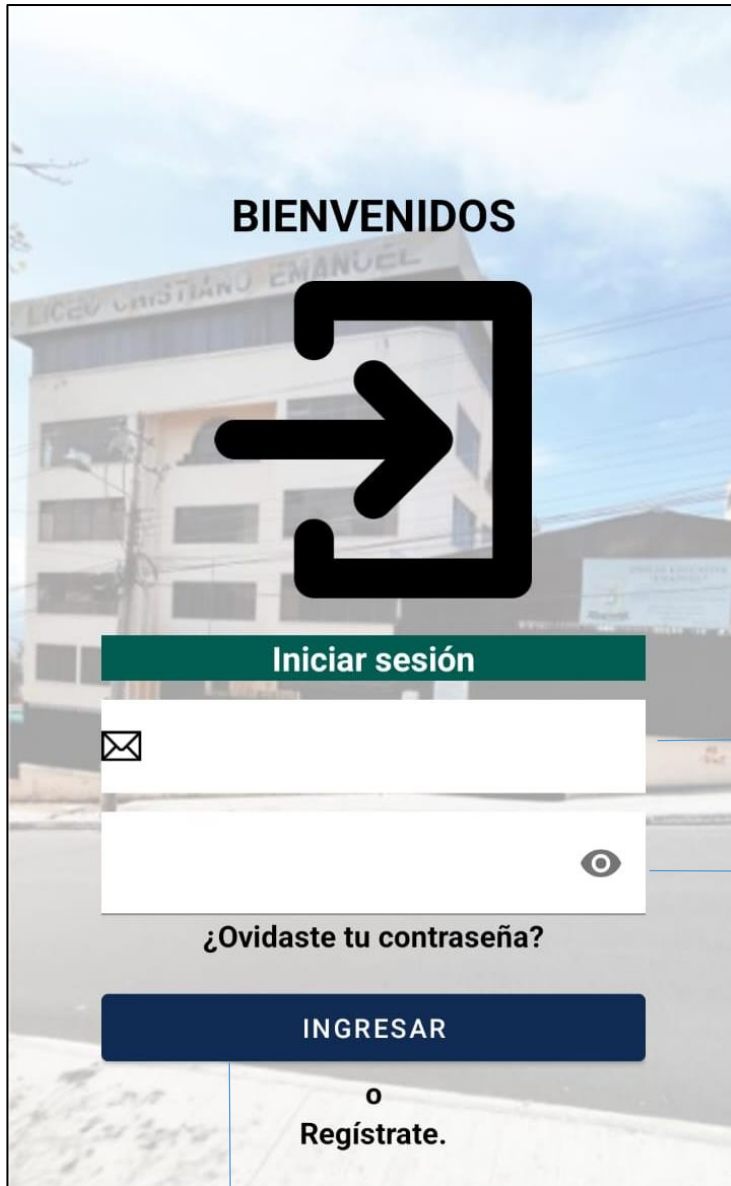 BIENVENIDOS
LICEO CRISTIANO EMANUEL
Iniciar sesión
¿Ovidaste tu contraseña?
INGRESAR
o
Regístrate.